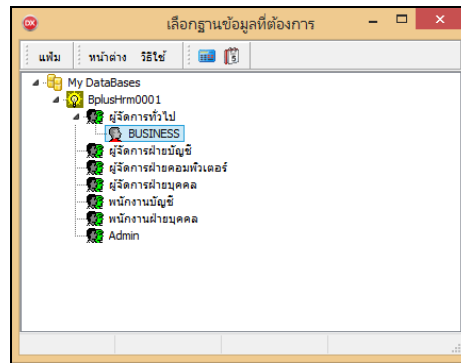 เลือกฐานข้อมูลที่ต้องการ
แฟ้ม หน้าต่าง วิธีใช้
My DataBases
BplusHrm0001
ผู้จัดการทั่วไป
BUSINESS
ผู้จัดการฝ่ายบัญชี
ผู้จัดการฝ่ายคอมพิวเตอร์
ผู้จัดการฝ่ายบุคคล
พนักงานบัญชี
พนักงานฝ่ายบุคคล
Admin